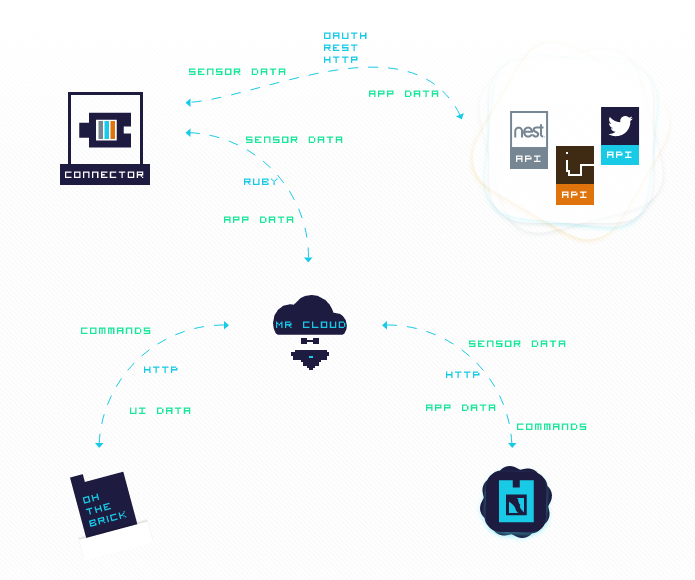 OAUTH
REST
HTTP
SENSOR DATA
APP DATA
CONNECTOR
nest
API
API
API
SENSOR DATA
RUBY
APP DATA
MR CLOUD
COMMANDS
HTTP
UI DATA
SENSOR DATA
HTTP
APP DATA
COMMANDS
OH
THE
BRICK